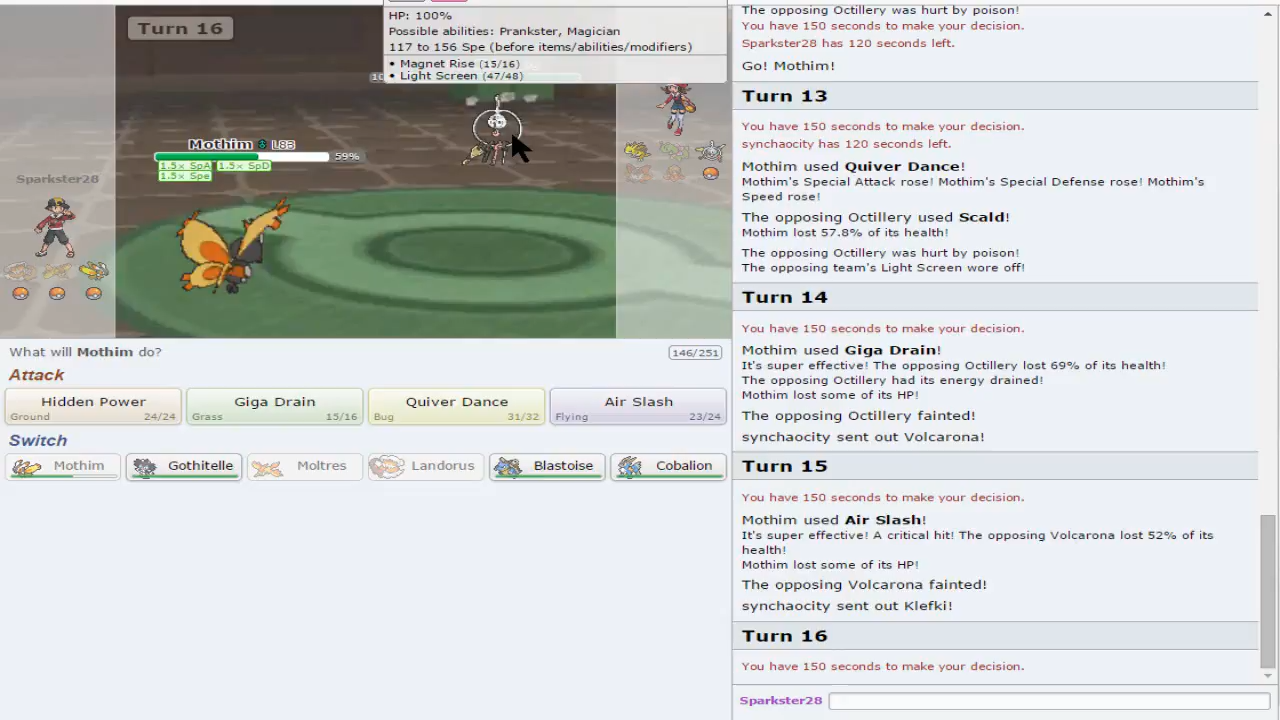 Turn 16
HP: 100%
Possible abilities: Prankster, Magician
117 to 156 Spe (before items/abilities/modifiers)
• Magnet Rise (15/16)
• Light Screen (47/48)
Mothim L83
59%
1.5× SpA 1.5× SpD
1.5× Spe
Sparkster28
What will Mothim do?
146/251
Attack
Hidden Power
Ground 24/24
Giga Drain
Grass 15/16
Quiver Dance
Bug 31/32
Air Slash
Flying 23/24
Switch
Mothim
Gothitelle
Moltres
Landorus
Blastoise
Cobalion
The opposing Octillery was hurt by poison!
You have 150 seconds to make your decision.
Sparkster28 has 120 seconds left.
Go! Mothim!
Turn 13
You have 150 seconds to make your decision.
synchaocity has 120 seconds left.
Mothim used Quiver Dance!
Mothim's Special Attack rose! Mothim's Special Defense rose! Mothim's
Speed rose!
The opposing Octillery used Scald!
Mothim lost 57.8% of its health!
The opposing Octillery was hurt by poison!
The opposing team's Light Screen wore off!
Turn 14
You have 150 seconds to make your decision.
Mothim used Giga Drain!
It's super effective! The opposing Octillery lost 69% of its health!
The opposing Octillery had its energy drained!
Mothim lost some of its HP!
The opposing Octillery fainted!
synchaocity sent out Volcarona!
Turn 15
You have 150 seconds to make your decision.
Mothim used Air Slash!
It's super effective! A critical hit! The opposing Volcarona lost 52% of its
health!
Mothim lost some of its HP!
The opposing Volcarona fainted!
synchaocity sent out Klefki!
Turn 16
You have 150 seconds to make your decision.
Sparkster28